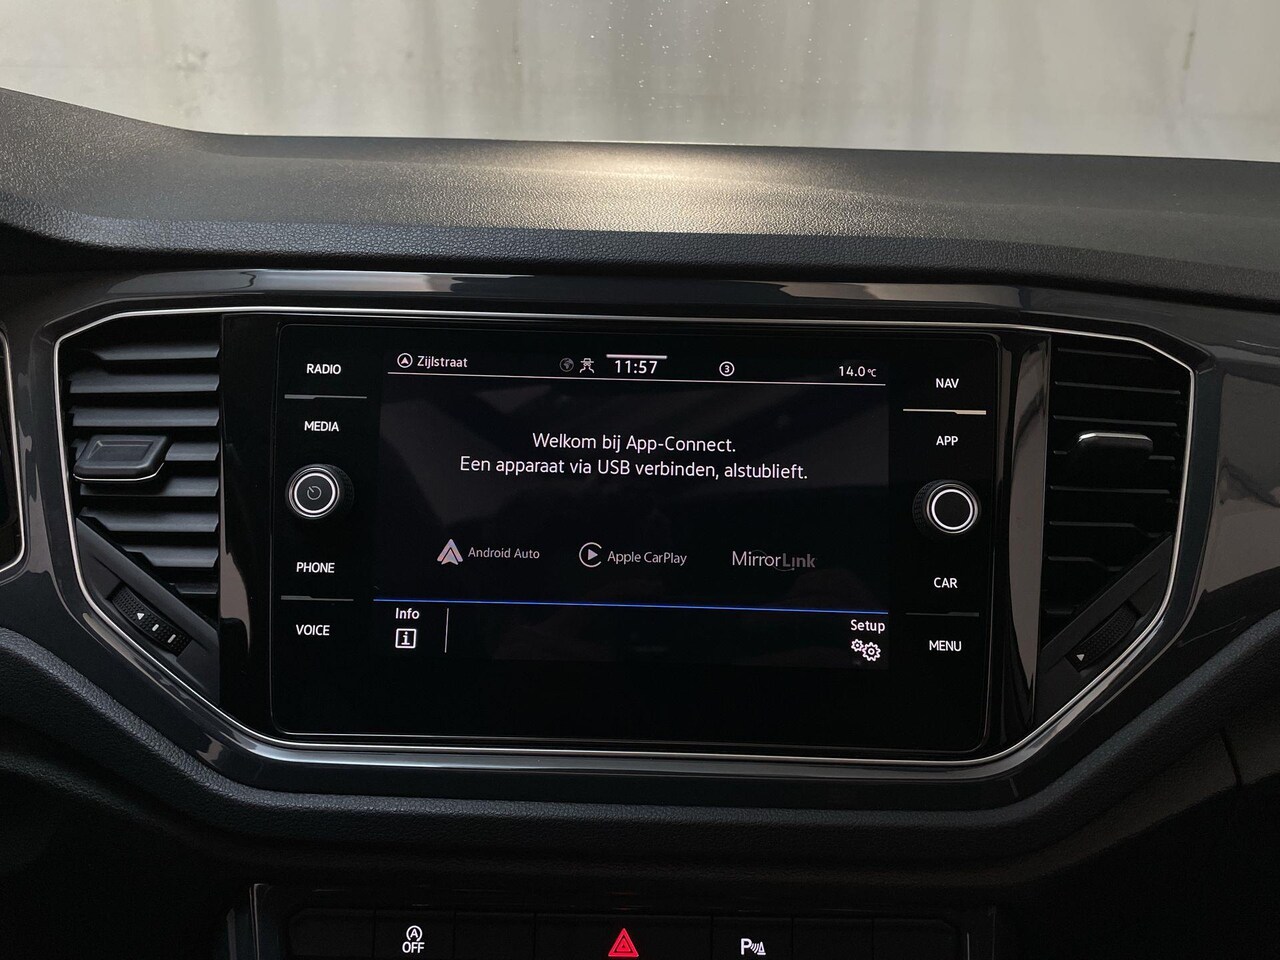 RADIO
MEDIA
PHONE
VOICE
Zijlstraat
11:57
3
14.0°C
Welkom bij App-Connect.
Een apparaat via USB verbinden, alstublieft.
Android Auto
Apple CarPlay
MirrorLink
Info
i
Setup
NAV
APP
CAR
MENU
A
OFF
P